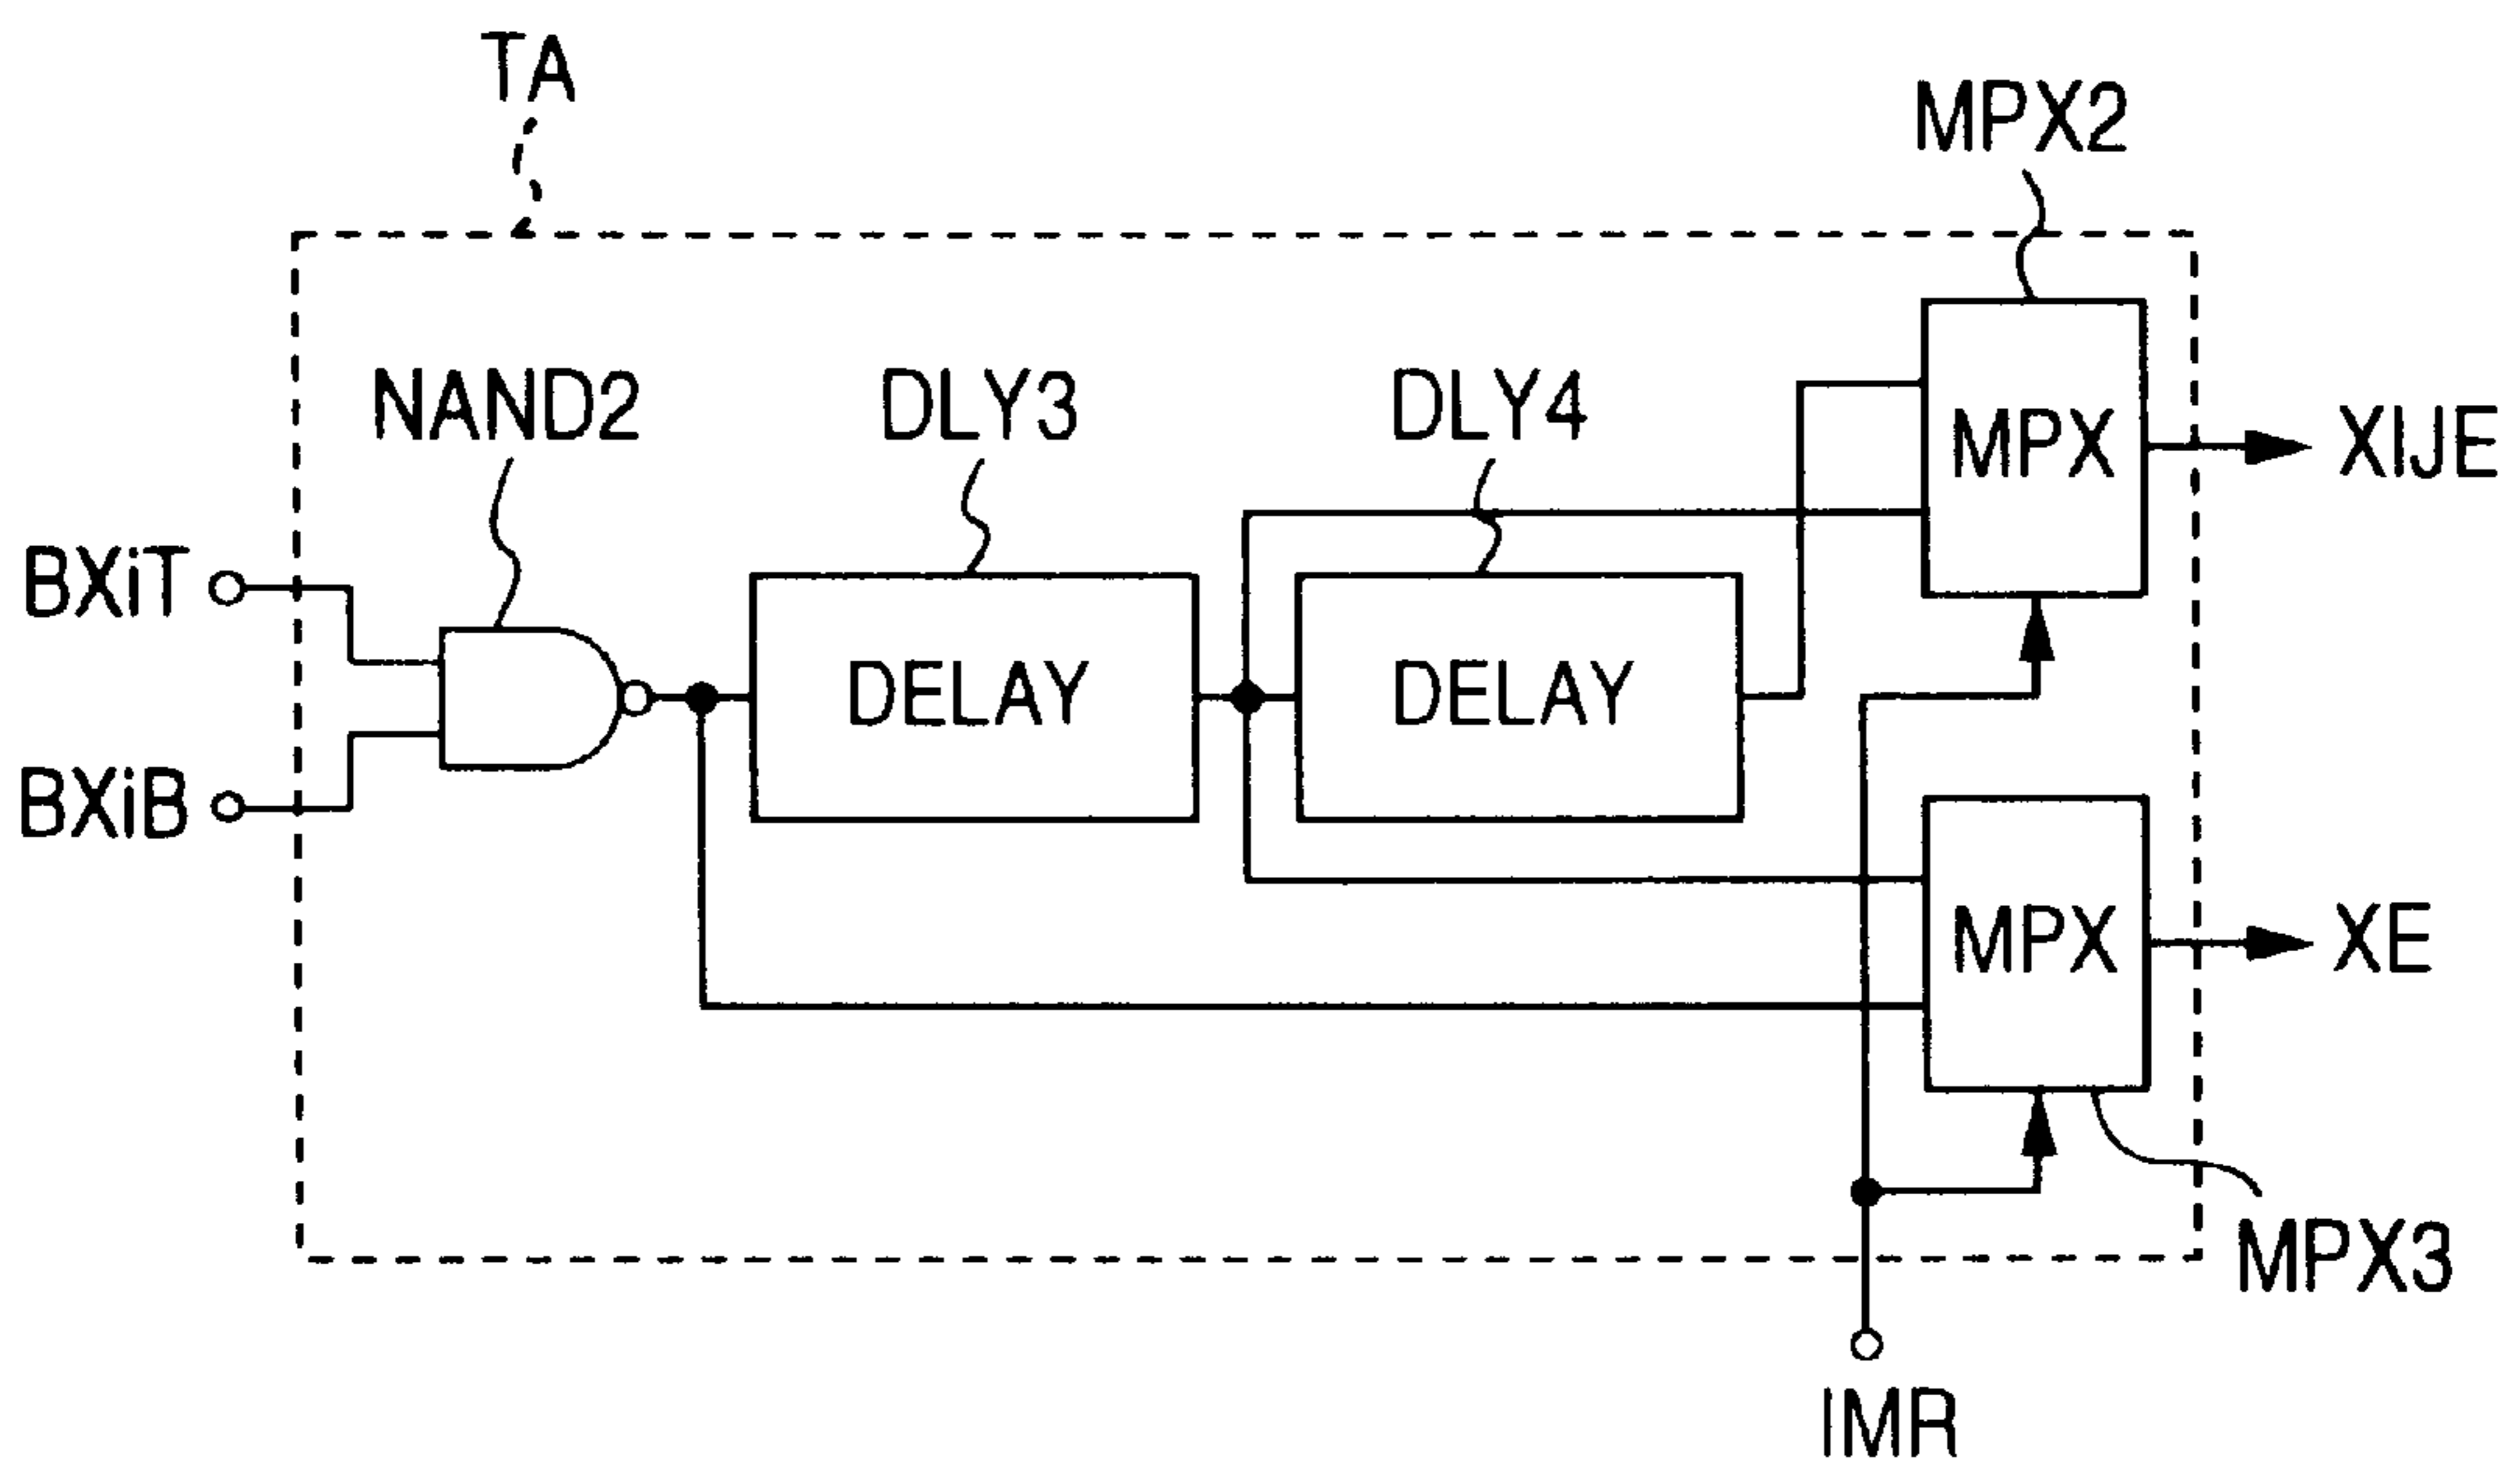 TA
MPX2
NAND2
DLY3
DLY4
MPX
XIJE
BXiT
DELAY
DELAY
BXiB
MPX
XE
MPX3
IMR